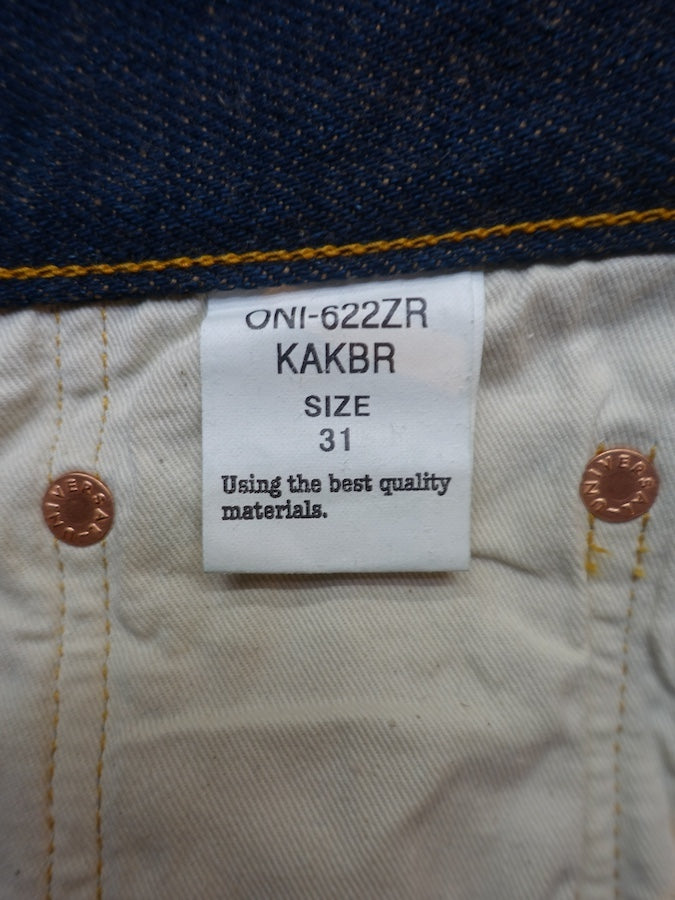 ONI-622ZR
KAKBR
SIZE
31
Using the best quality
materials.
UNIVERSAL
UNIVERSAL